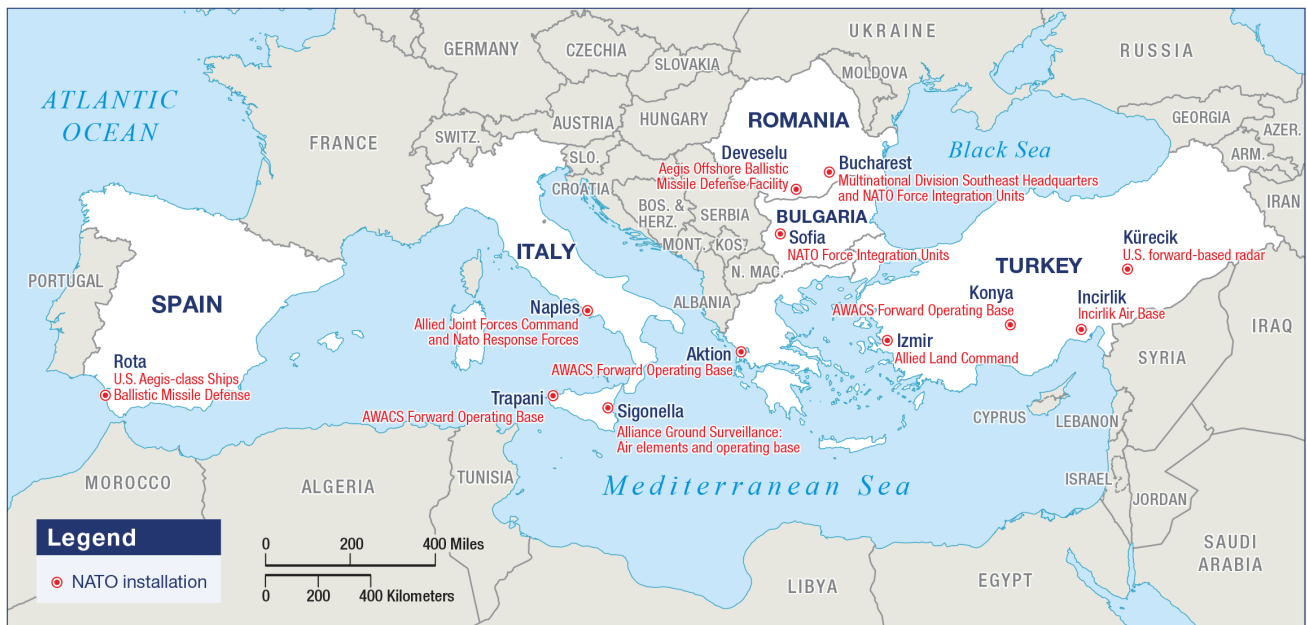 ATLANTIC
OCEAN
GERMANY
CZECHIA
SLOVAKIA
UKRAINE
MOLDOVA
RUSSIA
FRANCE
SWITZ.
AUSTRIA
HUNGARY
SLO.
CROATIA
BOS. &
HERZ.
SERBIA
MONT.
KOS.
N. MAC.
ALBANIA
GEORGIA
AZER.
ARM.
IRAN
ROMANIA
Deveselu
Aegis Offshore Ballistic
Missile Defense Facility
Bucharest
Multinational Division Southeast Headquarters
and NATO Force Integration Units
Black Sea
BULGARIA
Sofia
NATO Force Integration Units
PORTUGAL
SPAIN
Rota
U.S. Aegis-class Ships
Ballistic Missile Defense
ITALY
Naples
Allied Joint Forces Command
and Nato Response Forces
Aktion
AWACS Forward Operating Base
Trapani
AWACS Forward Operating Base
Sigonella
Alliance Ground Surveillance:
Air elements and operating base
TURKEY
Kürecik
U.S. forward-based radar
Konya
AWACS Forward Operating Base
Incirlik
Incirlik Air Base
Izmir
Allied Land Command
IRAQ
SYRIA
CYPRUS
LEBANON
ISRAEL
JORDAN
SAUDI
ARABIA
Mediterranean Sea
MOROCCO
ALGERIA
TUNISIA
LIBYA
EGYPT
Legend
NATO installation
0 200 400 Miles
0 200 400 Kilometers